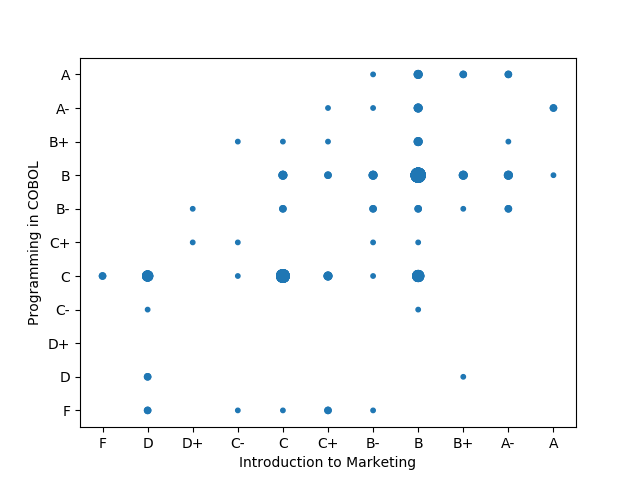 A
A-
B+
B
B-
C+
C
C-
D+
D
F
Programming in COBOL
F D D+ C- C C+ B- B B+ A- A
Introduction to Marketing